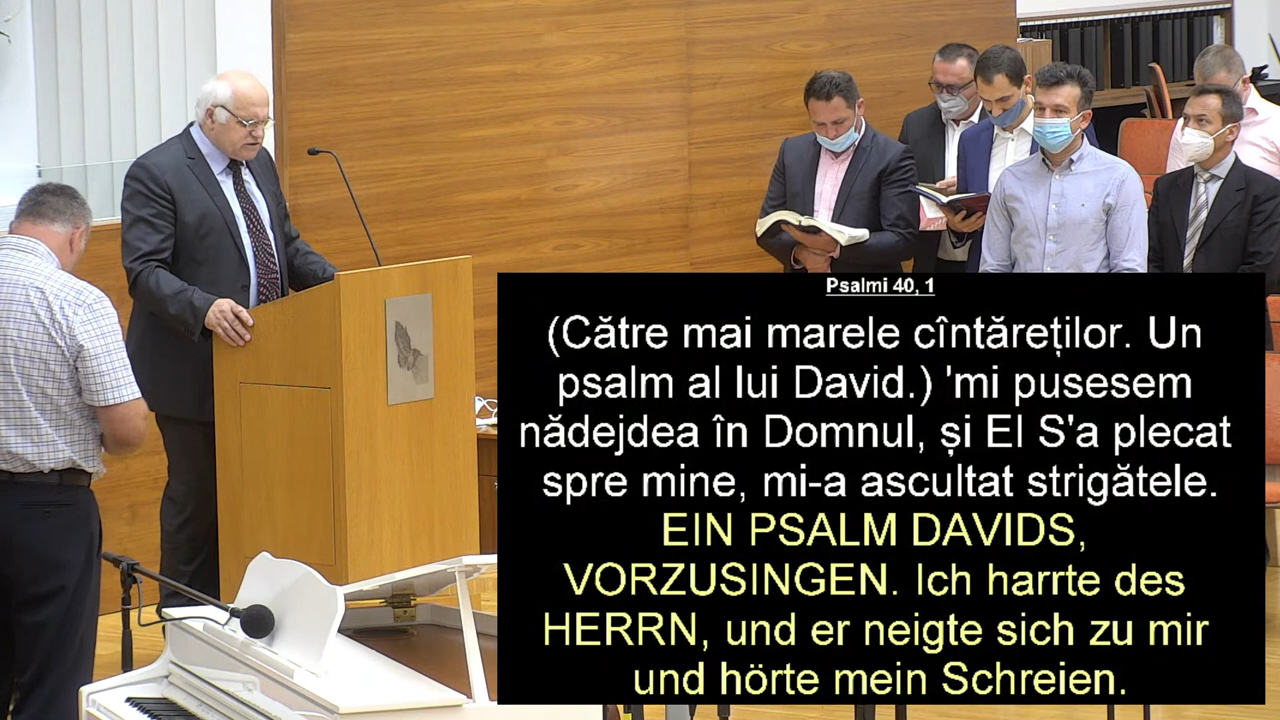 Psalmi 40, 1
(Către mai marele cîntăreților. Un
psalm al lui David.) 'mi pusesem
nădejdea în Domnul, și El S'a plecat
spre mine, mi-a ascultat strigătele.
EIN PSALM DAVIDS,
VORZUSINGEN. Ich harrte des
HERRN, und er neigte sich zu mir
und hörte mein Schreien.